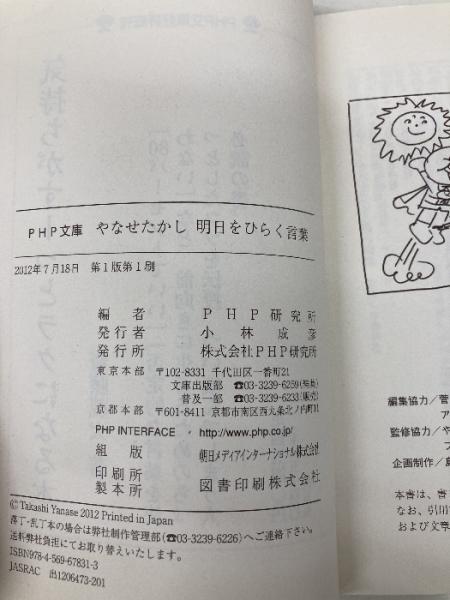 PHP文庫 やなせたかし 明日をひらく言葉
2012年7月18日 第1版第1刷
編者 PHP研究所
発行者 小林成彦
発行所 株式会社PHP研究所
東京本部 〒102-8331 千代田区一番町21
文庫出版部 ☎03-3239-6259(編集)
普及一部 ☎03-3239-6233(販売)
京都本部 〒601-8411 京都市南区西九条北ノ内町11
PHP INTERFACE・http://www.php.co.jp/
組版 朝日メディアインターナショナル株式会社
印刷所
製本所 図書印刷株式会社
©Takashi Yanase 2012 Printed in Japan
落丁・乱丁本の場合は弊社制作管理部(☎03-3239-6226)へご連絡下さい。
送料弊社負担にてお取り替えいたします。
ISBN978-4-569-67831-3
JASRAC 出1206473-201
編集協力/菅
監修協力/や
企画制作/
本書は、書
なお、引用
および文章